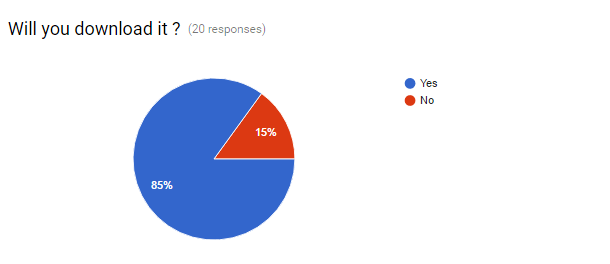 Will you download it ? (20 responses)
Yes
No
15%
85%